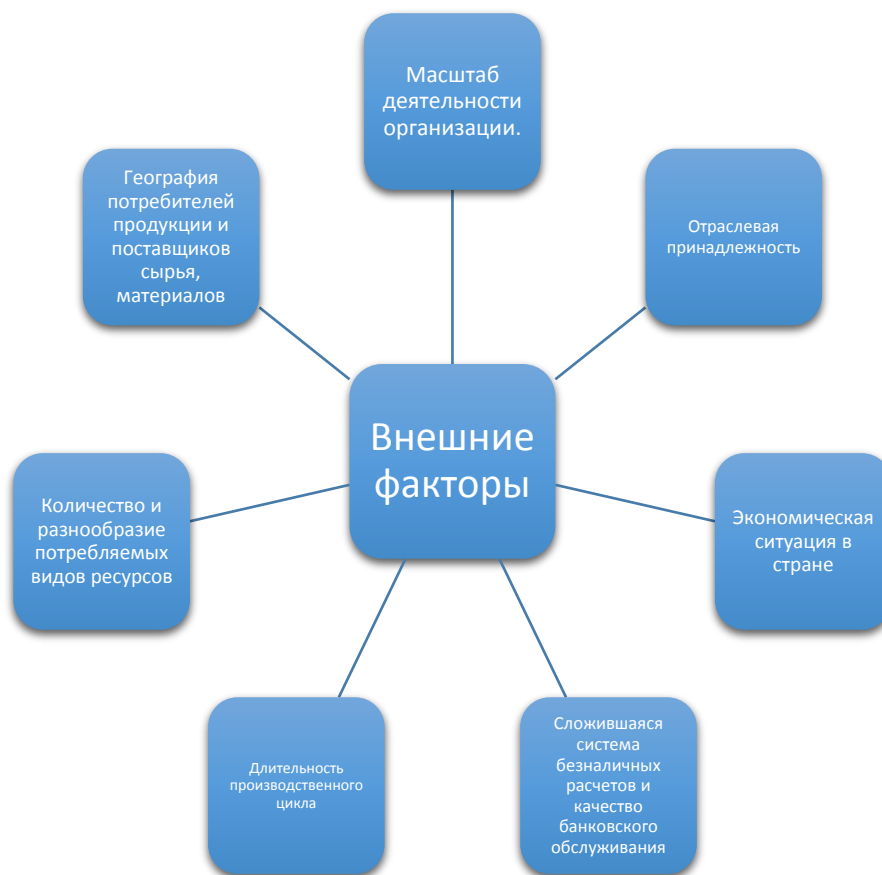 Масштаб
деятельности
организации.
География
потребителей
продукции и
поставщиков
сырья,
материалов
Отраслевая
принадлежность
Внешние
факторы
Количество и
разнообразие
потребляемых
видов ресурсов
Экономическая
ситуация в
стране
Длительность
производственного
цикла
Сложившаяся
система
безналичных
расчетов и
качество
банковского
обслуживания